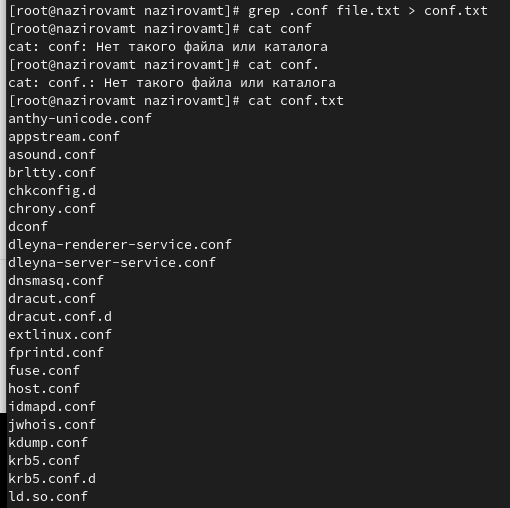 [root@nazirovamt nazirovamt]# grep .conf file.txt > conf.txt
[root@nazirovamt nazirovamt]# cat conf
cat: conf: Нет такого файла или каталога
[root@nazirovamt nazirovamt]# cat conf.
cat: conf.: Нет такого файла или каталога
[root@nazirovamt nazirovamt]# cat conf.txt
anthy-unicode.conf
appstream.conf
asound.conf
brltty.conf
chkconfig.d
chrony.conf
dconf
dleyna-renderer-service.conf
dleyna-server-service.conf
dnsmasq.conf
dracut.conf
dracut.conf.d
extlinux.conf
fprintd.conf
fuse.conf
host.conf
idmapd.conf
jwhois.conf
kdump.conf
krb5.conf
krb5.conf.d
ld.so.conf